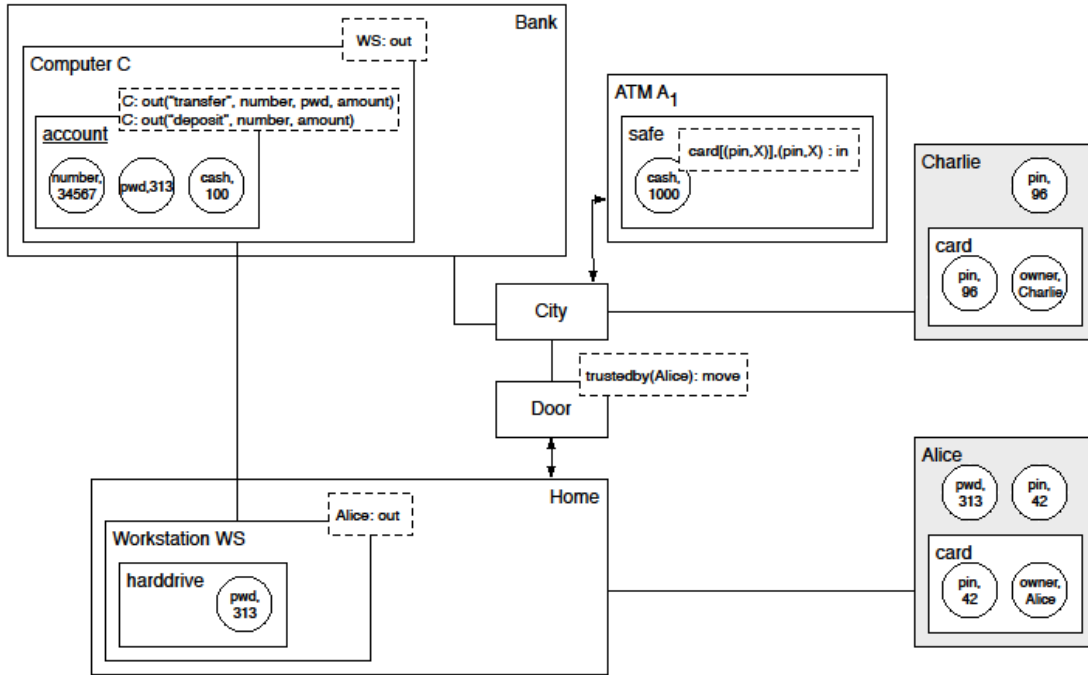 Bank
WS: out
Computer C
C: out("transfer", number, pwd, amount)
C: out("deposit", number, amount)
account
number,
34567
pwd,313
cash,
100
ATM A1
safe
card[(pin,X)],(pin,X) : in
cash,
1000
Charlie
pin,
96
card
pin,
96
owner,
Charlie
City
trustedby(Alice): move
Door
Home
Alice: out
Workstation WS
harddrive
pwd,
313
Alice
pwd,
313
pin,
42
card
pin,
42
owner,
Alice